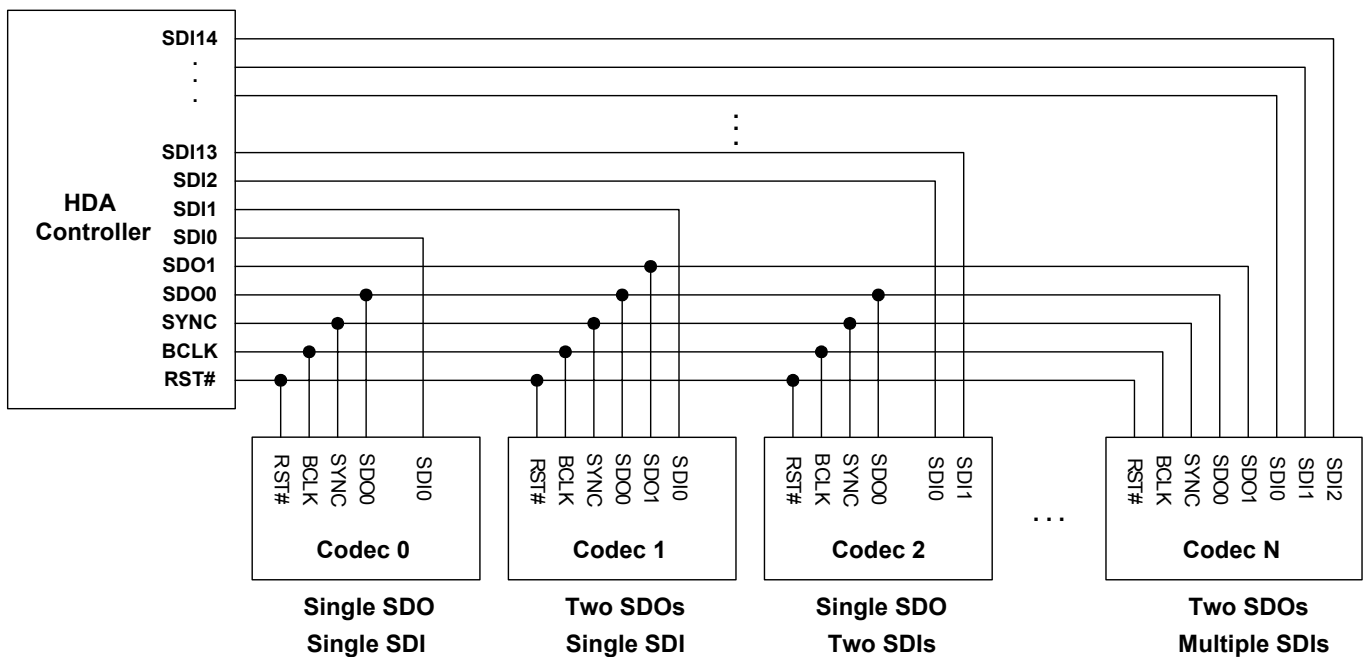 SDI14
.
.
.
SDI13
SDI2
SDI1
SDI0
SDO1
SDO0
SYNC
BCLK
RST#
HDA
Controller
.
.
.
RST#
BCLK
SYNC
SDO0
SDI0
Codec 0
Single SDO
Single SDI
RST#
BCLK
SYNC
SDO0
SDO1
SDI0
Codec 1
Two SDOs
Single SDI
RST#
BCLK
SYNC
SDO0
SDI0
SDI1
Codec 2
Single SDO
Two SDIs
. . .
RST#
BCLK
SYNC
SDO0
SDO1
SDI0
SDI1
SDI2
Codec N
Two SDOs
Multiple SDIs